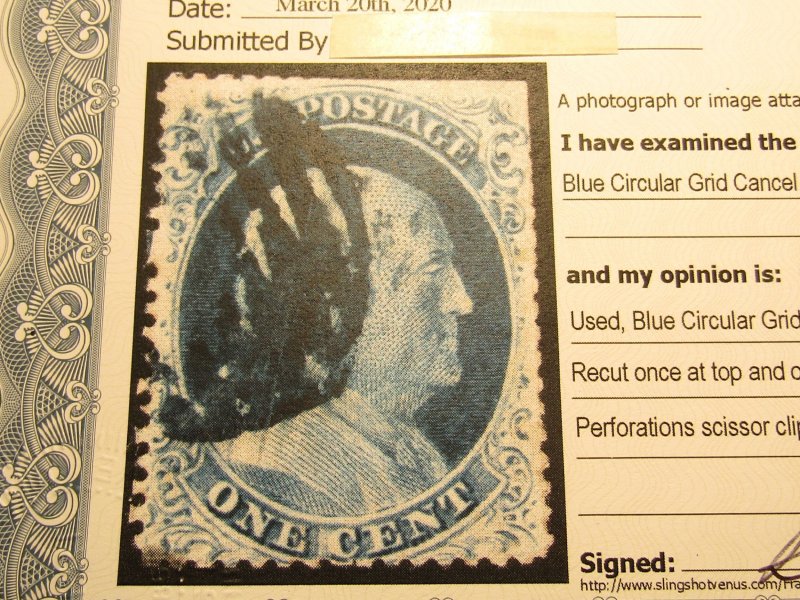 Date: March 20th, 2020
Submitted By
A photograph or image atta
I have examined the
Blue Circular Grid Cancel
and my opinion is:
Used, Blue Circular Grid
Recut once at top and
Perforations scissor clip
POSTAGE
ONE CENT
Signed:
http://www.slingshotvenus.com/Fra